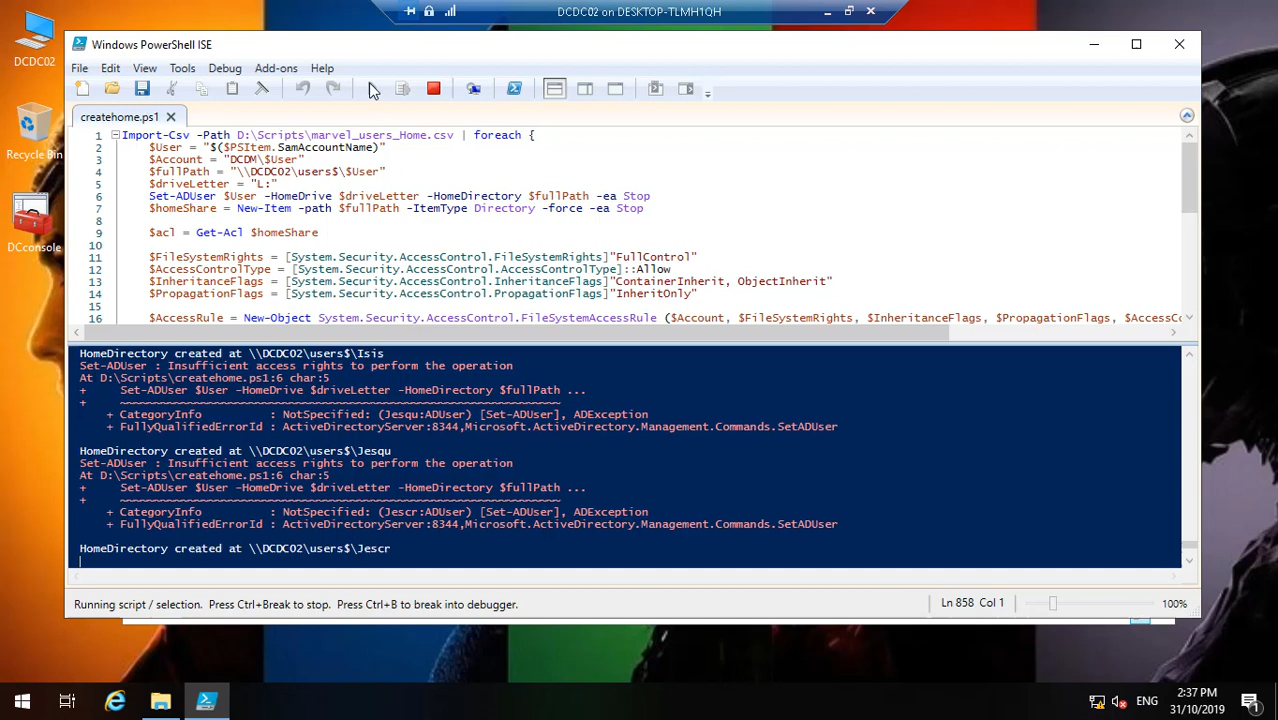 DCDC02 on DESKTOP-TLMH1QH
DCDC02
Recycle Bin
DCconsole
Windows PowerShell ISE
File Edit View Tools Debug Add-ons Help
createhome.ps1
1 Import-Csv -Path D:\Scripts\marvel_users_Home.csv | foreach {
2 $User = "$($PSItem.SamAccountName)"
3 $Account = "DCDM\$User"
4 $fullPath = "\\DCDC02\users$\$User"
5 $driveLetter = "L:"
6 Set-ADUser $User -HomeDrive $driveLetter -HomeDirectory $fullPath -ea Stop
7 $homeShare = New-Item -path $fullPath -ItemType Directory -force -ea Stop
8
9 $acl = Get-Acl $homeShare
10
11 $FileSystemRights = [System.Security.AccessControl.FileSystemRights]"FullControl"
12 $AccessControlType = [System.Security.AccessControl.AccessControlType]::Allow
13 $InheritanceFlags = [System.Security.AccessControl.InheritanceFlags]"ContainerInherit, ObjectInherit"
14 $PropagationFlags = [System.Security.AccessControl.PropagationFlags]"InheritOnly"
15
16 $AccessRule = New-Object System.Security.AccessControl.FileSystemAccessRule ($Account, $FileSystemRights, $InheritanceFlags, $PropagationFlags, $AccessCo
HomeDirectory created at \\DCDC02\users$\Isis
Set-ADUser : Insufficient access rights to perform the operation
At D:\Scripts\createhome.ps1:6 char:5
+ Set-ADUser $User -HomeDrive $driveLetter -HomeDirectory $fullPath ...
+ ~~~~~~~~~~~~~~~~~~~~~~~~~~~~~~~~~~~~~~~~~~~~~~~~~~~~~~~~~~~~~~~~~
+ CategoryInfo : NotSpecified: (Jesqu:ADUser) [Set-ADUser], ADException
+ FullyQualifiedErrorId : ActiveDirectoryServer:8344,Microsoft.ActiveDirectory.Management.Commands.SetADUser
HomeDirectory created at \\DCDC02\users$\Jesqu
Set-ADUser : Insufficient access rights to perform the operation
At D:\Scripts\createhome.ps1:6 char:5
+ Set-ADUser $User -HomeDrive $driveLetter -HomeDirectory $fullPath ...
+ ~~~~~~~~~~~~~~~~~~~~~~~~~~~~~~~~~~~~~~~~~~~~~~~~~~~~~~~~~~~~~~~~~
+ CategoryInfo : NotSpecified: (Jescr:ADUser) [Set-ADUser], ADException
+ FullyQualifiedErrorId : ActiveDirectoryServer:8344,Microsoft.ActiveDirectory.Management.Commands.SetADUser
HomeDirectory created at \\DCDC02\users$\Jescr
Running script / selection. Press Ctrl+Break to stop. Press Ctrl+B to break into debugger.
Ln 858 Col 1
100%
ENG
2:37 PM
31/10/2019
1